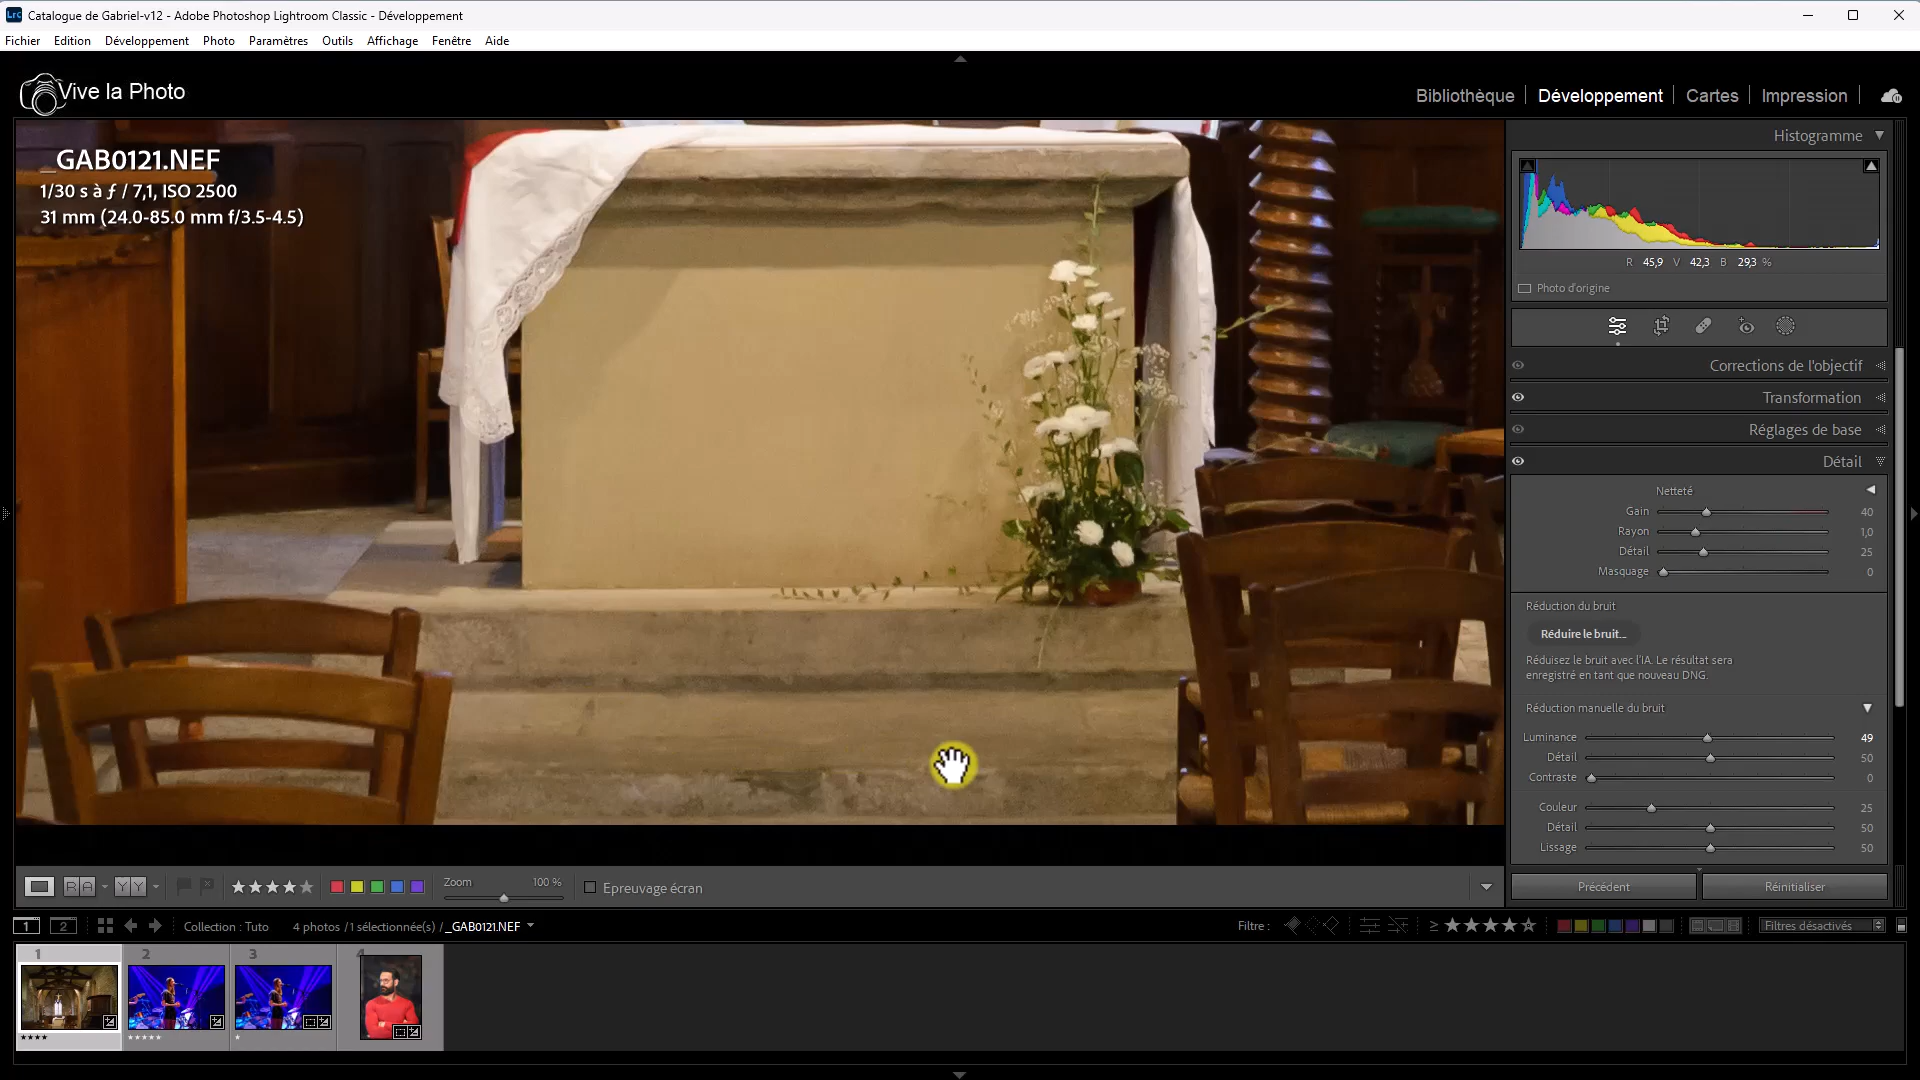 Catalogue de Gabriel-v12 - Adobe Photoshop Lightroom Classic - Développement
Fichier Edition Développement Photo Paramètres Outils Affichage Fenêtre Aide
Vive la Photo
Bibliothèque Développement Cartes Impression
_GAB0121.NEF
1/30 s à ƒ / 7,1, ISO 2500
31 mm (24.0-85.0 mm f/3.5-4.5)
Histogramme
R 45,9 V 42,3 B 29,3 %
Photo d'origine
Corrections de l'objectif
Transformation
Réglages de base
Détail
Netteté
Gain 40
Rayon 1,0
Détail 25
Masquage 0
Réduction du bruit
Réduire le bruit...
Réduisez le bruit avec l'IA. Le résultat sera
enregistré en tant que nouveau DNG.
Réduction manuelle du bruit
Luminance 49
Détail 50
Contraste 0
Couleur 25
Détail 50
Lissage 50
R A Y Y Zoom 100 % Epreuvage écran
Précédent Réinitialiser
1 2 Collection : Tuto 4 photos /1 sélectionnée(s) /_GAB0121.NEF Filtre : ≥ Filtres désactivés
1 2 3 4